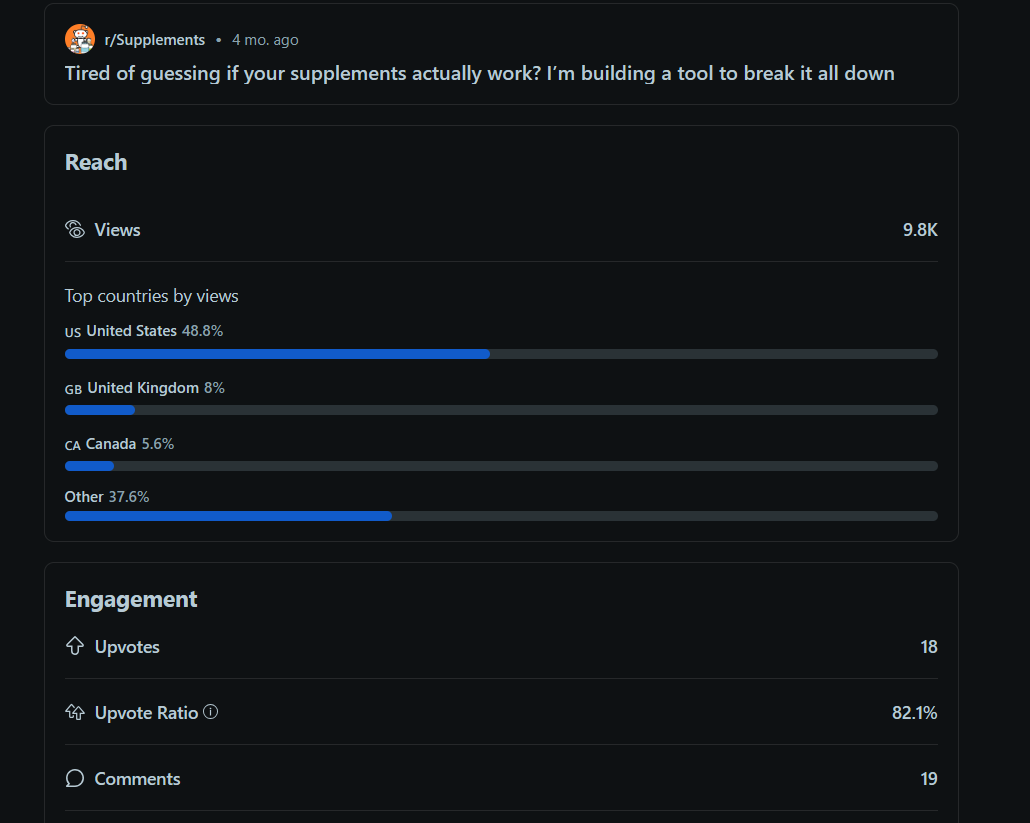 r/Supplements • 4 mo. ago
Tired of guessing if your supplements actually work? I’m building a tool to break it all down
Reach
Views 9.8K
Top countries by views
US United States 48.8%
GB United Kingdom 8%
CA Canada 5.6%
Other 37.6%
Engagement
Upvotes 18
Upvote Ratio 82.1%
Comments 19